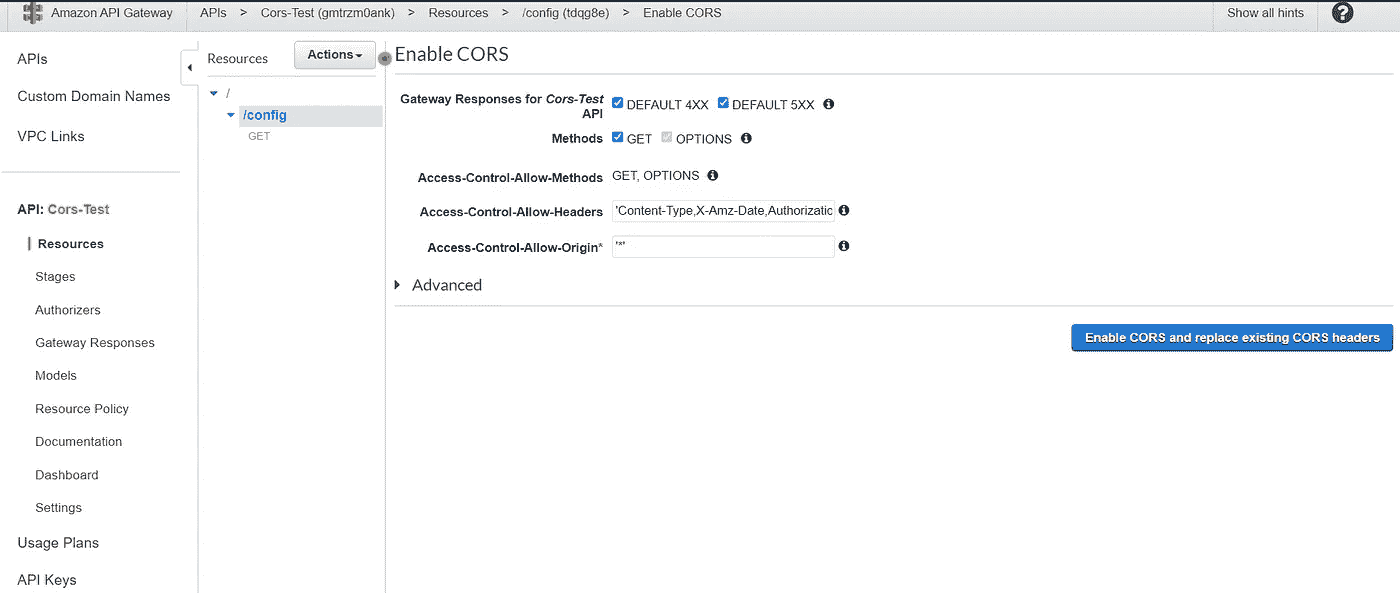 Amazon API Gateway
APIs > Cors-Test (gmtrzm0ank) > Resources > /config (tdqg8e) > Enable CORS
Show all hints
?
APIs
Custom Domain Names
VPC Links
API: Cors-Test
Resources
Stages
Authorizers
Gateway Responses
Models
Resource Policy
Documentation
Dashboard
Settings
Usage Plans
API Keys
Resources
Actions
/
/config
GET
Enable CORS
Gateway Responses for Cors-Test API DEFAULT 4XX DEFAULT 5XX
Methods GET OPTIONS
Access-Control-Allow-Methods GET, OPTIONS
Access-Control-Allow-Headers 'Content-Type,X-Amz-Date,Authorizatic
Access-Control-Allow-Origin* '*'
Advanced
Enable CORS and replace existing CORS headers